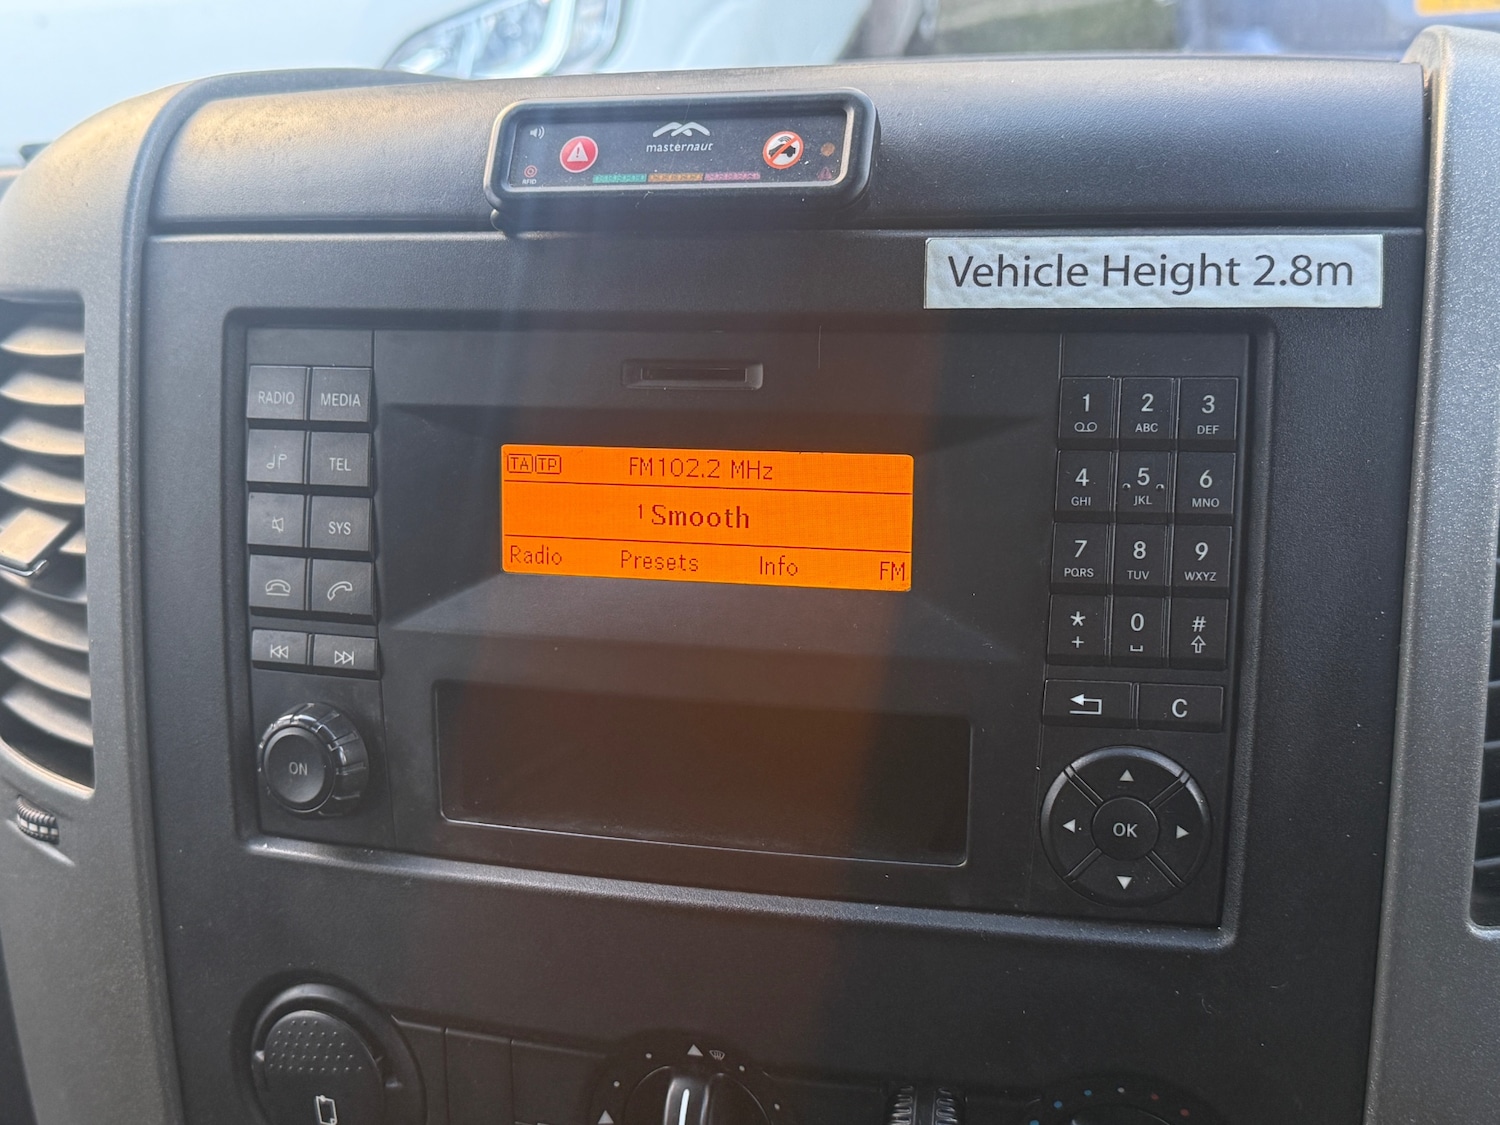 masternaut
RFID
Vehicle Height 2.8m
RADIO MEDIA
TEL
SYS
ON
TA TP FM102.2 MHz
1 Smooth
Radio Presets Info FM
1 2 ABC 3 DEF
4 GHI 5 JKL 6 MNO
7 PQRS 8 TUV 9 WXYZ
* + 0 #
C
OK